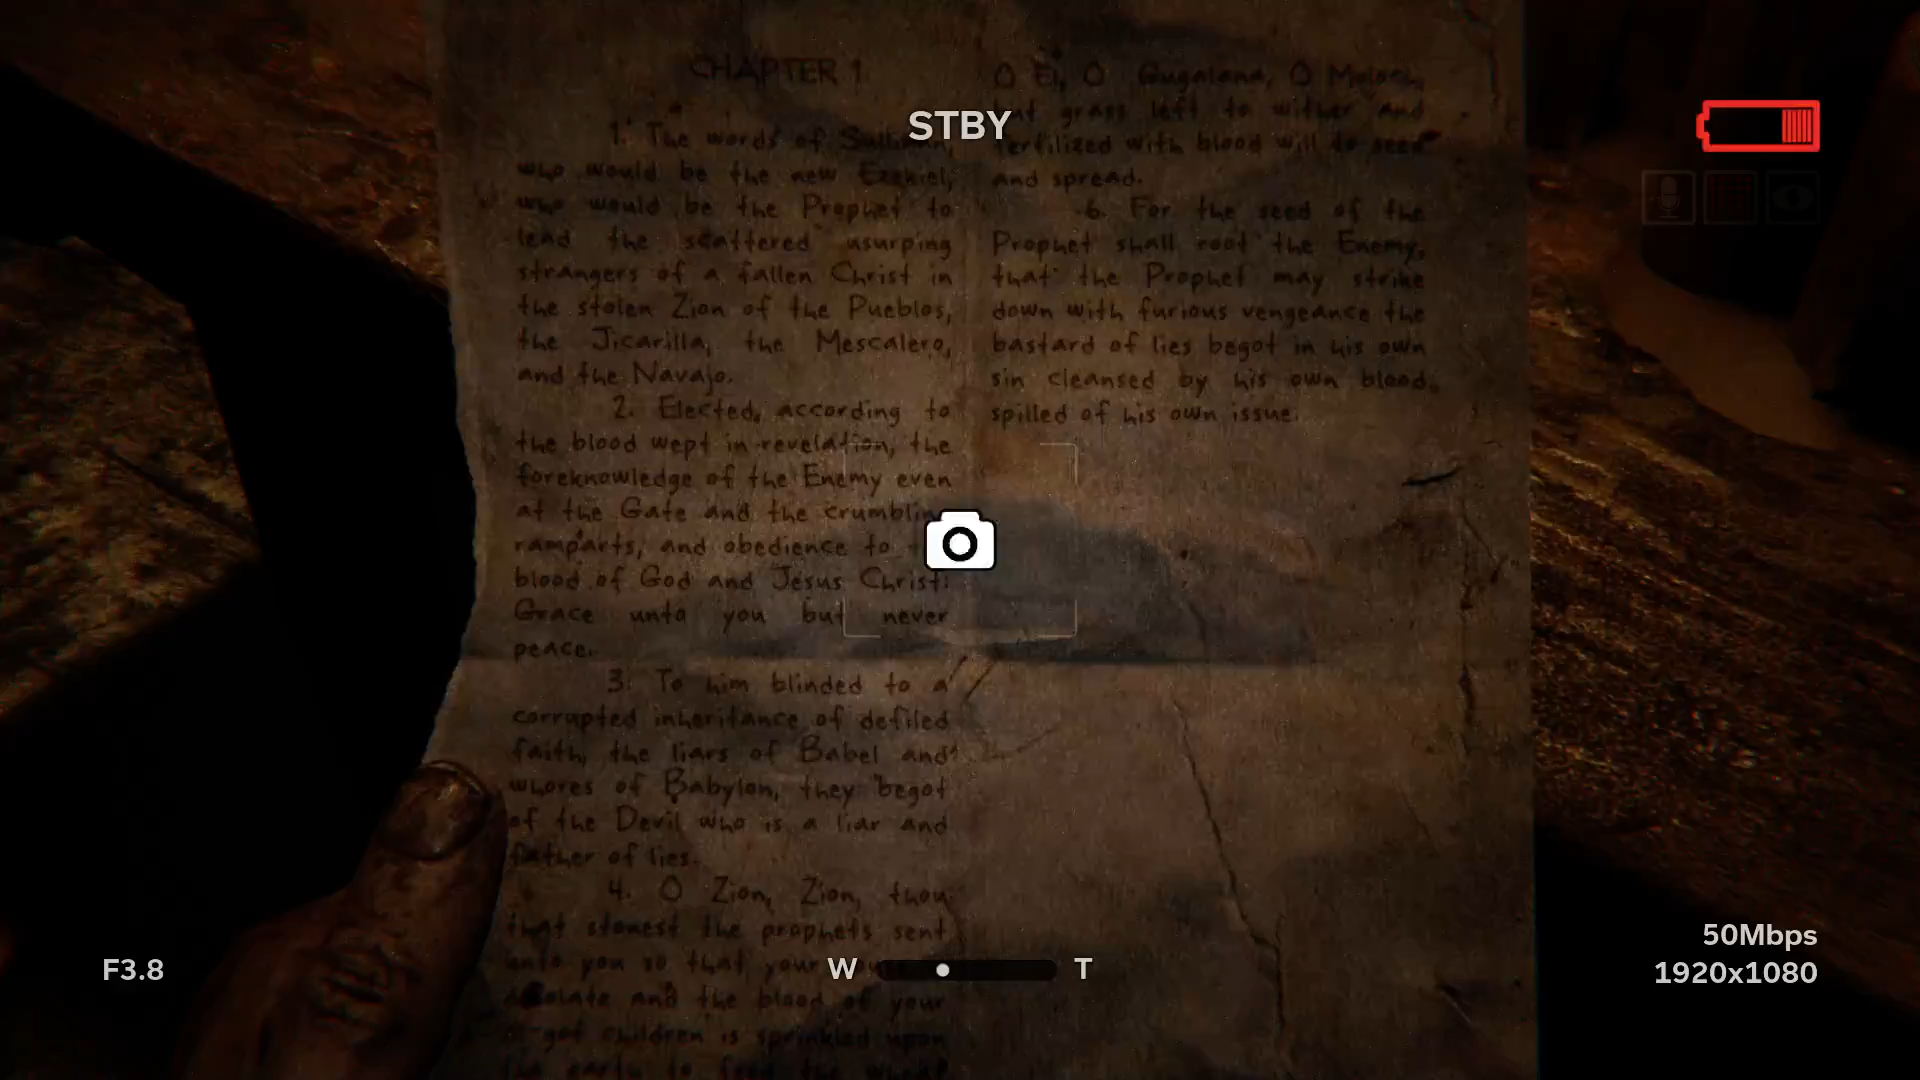 CHAPTER 1
1. The words of
who would be the new Ezekiel,
who would be the Prophet to
lead the scattered usurping
strangers of a fallen Christ in
the stolen Zion of the Pueblos,
the Jicarilla, the Mescalero,
and the Navajo.
2. Elected, according to
the blood wept in revelation, the
foreknowledge of the Enemy even
at the Gate and the
ramparts, and obedience to
blood of God and Jesus Christ:
Grace unto you but never
peace.
3. To him blinded to a
corrupted inheritance of defiled
faith, the liars of Babel and
whores of Babylon, they begot
of the Devil who is a liar and
father of lies.
4. O Zion, Zion, thou
that stonest the prophets sent
unto you so that your
and the blood of your
children is sprinkled upon
the earth to feed the wheat
O El, O Gugalana, O Moloch,
grass left to wither and
fertilized with blood will to seed
and spread.
6. For the seed of the
Prophet shall root the Enemy,
that the Prophet may strike
down with furious vengeance the
bastard of lies begot in his own
sin cleansed by his own blood,
spilled of his own issue.
STBY
F3.8
W T
50Mbps
1920x1080